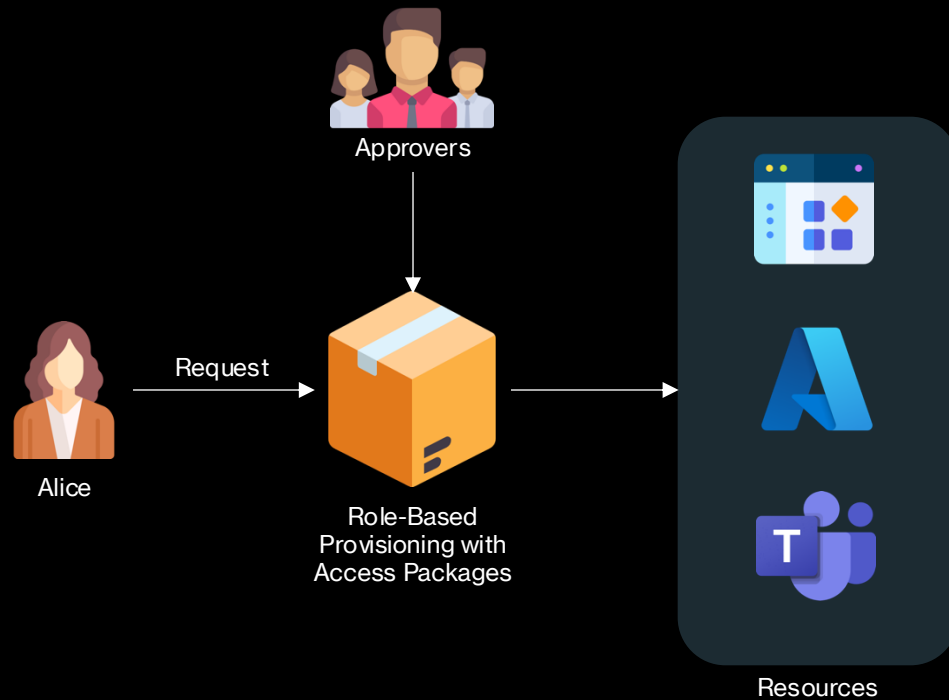 Approvers
Request
Alice
Role-Based
Provisioning with
Access Packages
T
Resources